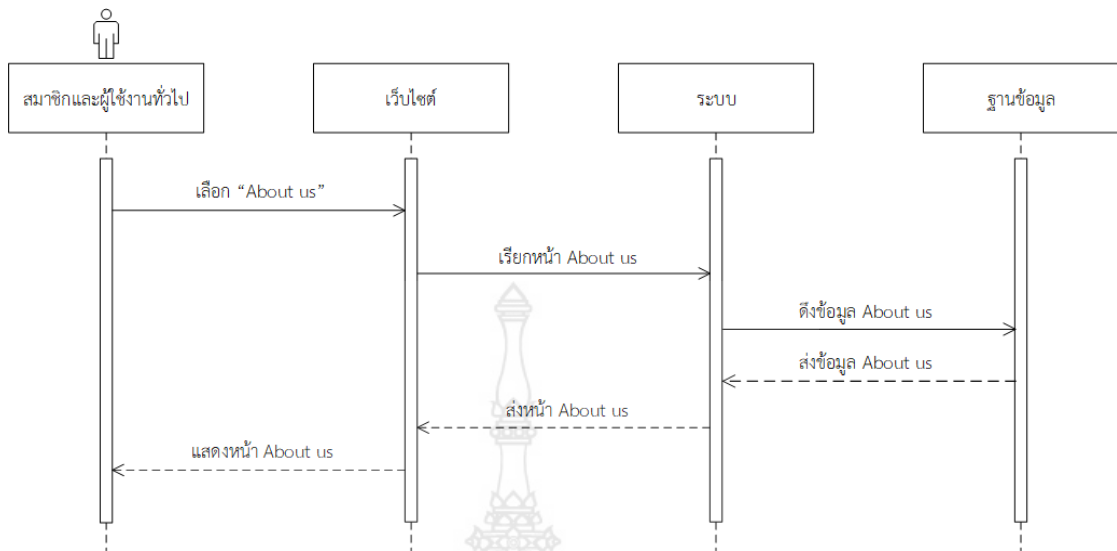 สมาชิกและผู้ใช้งานทั่วไป
เว็บไซต์
ระบบ
ฐานข้อมูล
เลือก “About us”
เรียกหน้า About us
ดึงข้อมูล About us
ส่งข้อมูล About us
ส่งหน้า About us
แสดงหน้า About us